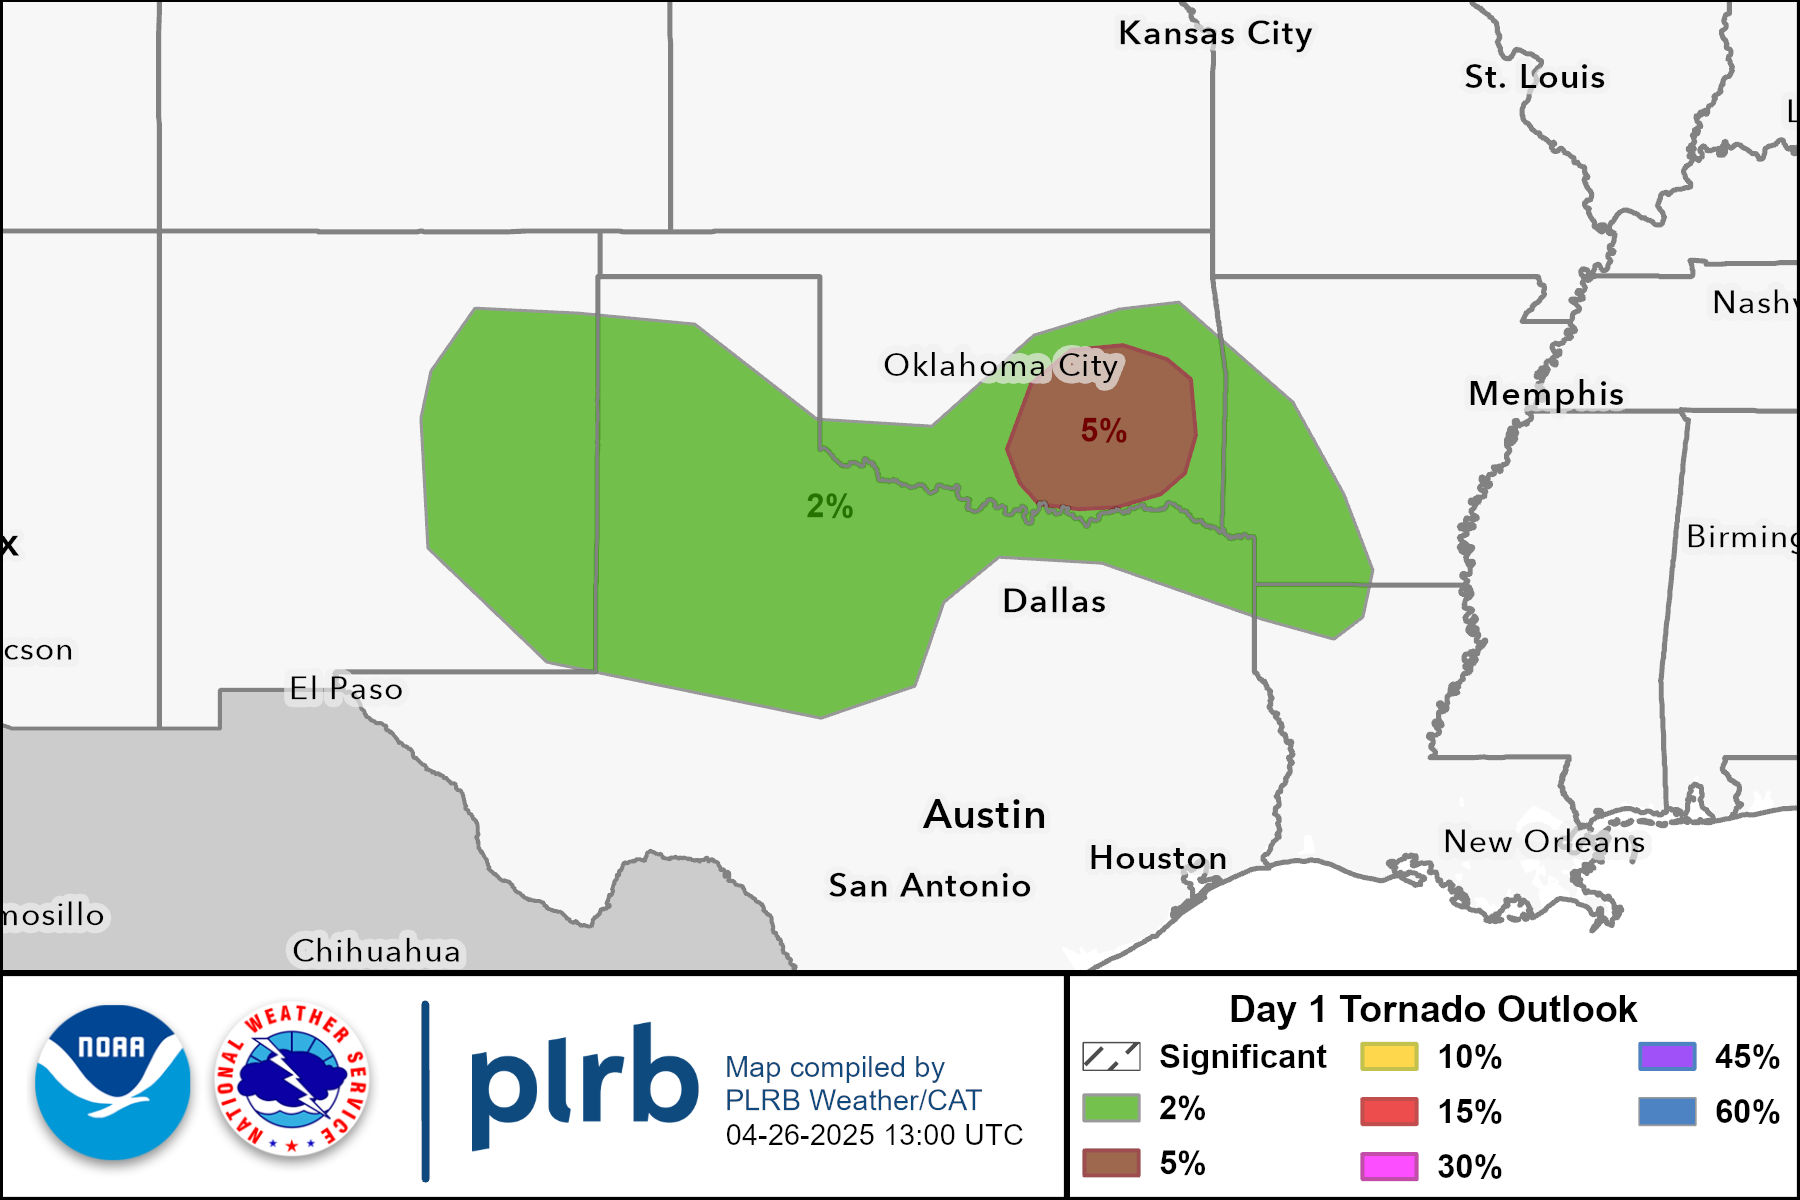 Kansas City
St. Louis
L
Nashv
Oklahoma City
Memphis
5%
2%
x
Birming
Dallas
cson
El Paso
Austin
New Orleans
Houston
San Antonio
mosillo
Chihuahua
NOAA
NATIONAL WEATHER SERVICE
plrb
Map compiled by
PLRB Weather/CAT
04-26-2025 13:00 UTC
Day 1 Tornado Outlook
Significant
2%
5%
10%
15%
30%
45%
60%